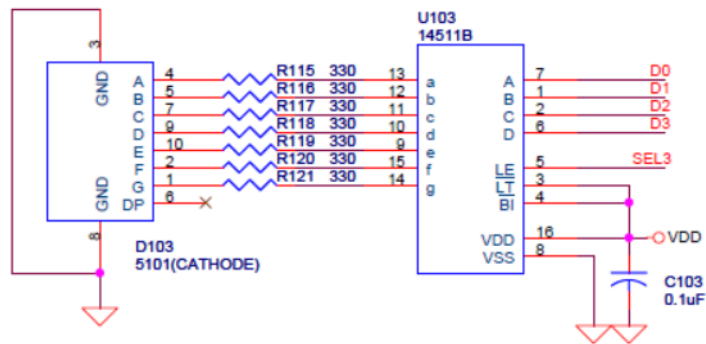 U103
14511B
3
GND
A 4 R115 330 13 a A 7 D0
B 5 R116 330 12 b B 1 D1
C 7 R117 330 11 c C 2 D2
D 9 R118 330 10 d D 6 D3
E 10 R119 330 9 e
F 2 R120 330 15 f LE 5 SEL3
G 1 R121 330 14 g LT 3
DP 6 BI 4
GND
8
VDD 16 VDD
VSS 8
D103
5101(CATHODE)
C103
0.1uF